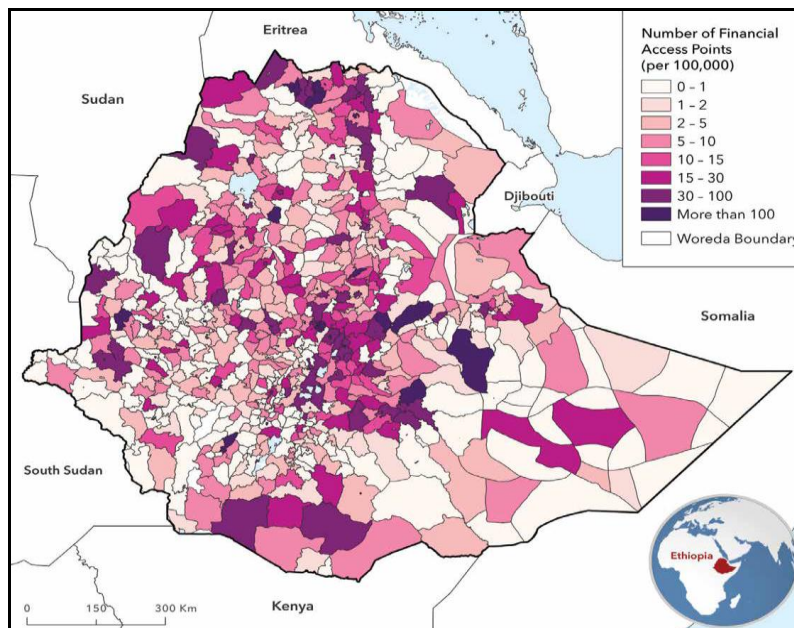 Eritrea
Sudan
Number of Financial
Access Points
(per 100,000)
0 – 1
1 – 2
2 – 5
5 – 10
10 – 15
15 – 30
30 – 100
More than 100
Woreda Boundary
Djibouti
Somalia
South Sudan
Ethiopia
Kenya
0 150 300 Km